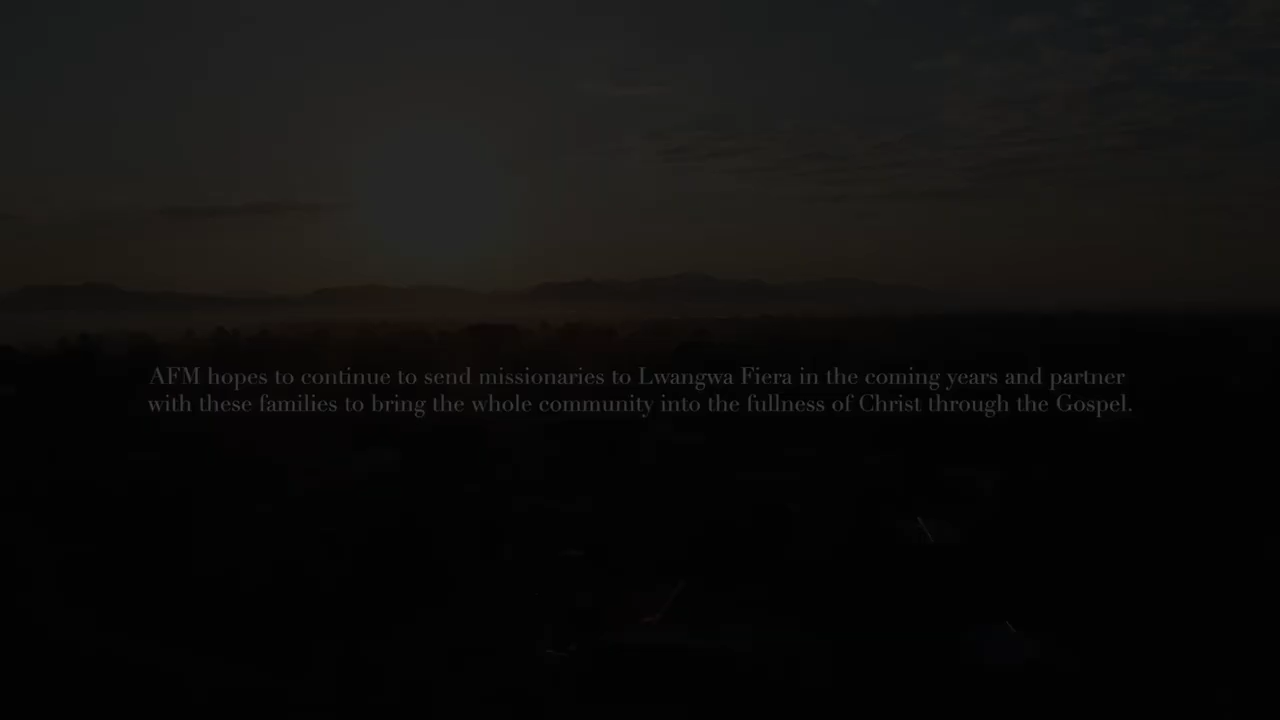 AFM hopes to continue to send missionaries to Lwangwa Fiera in the coming years and partner
with these families to bring the whole community into the fullness of Christ through the Gospel.